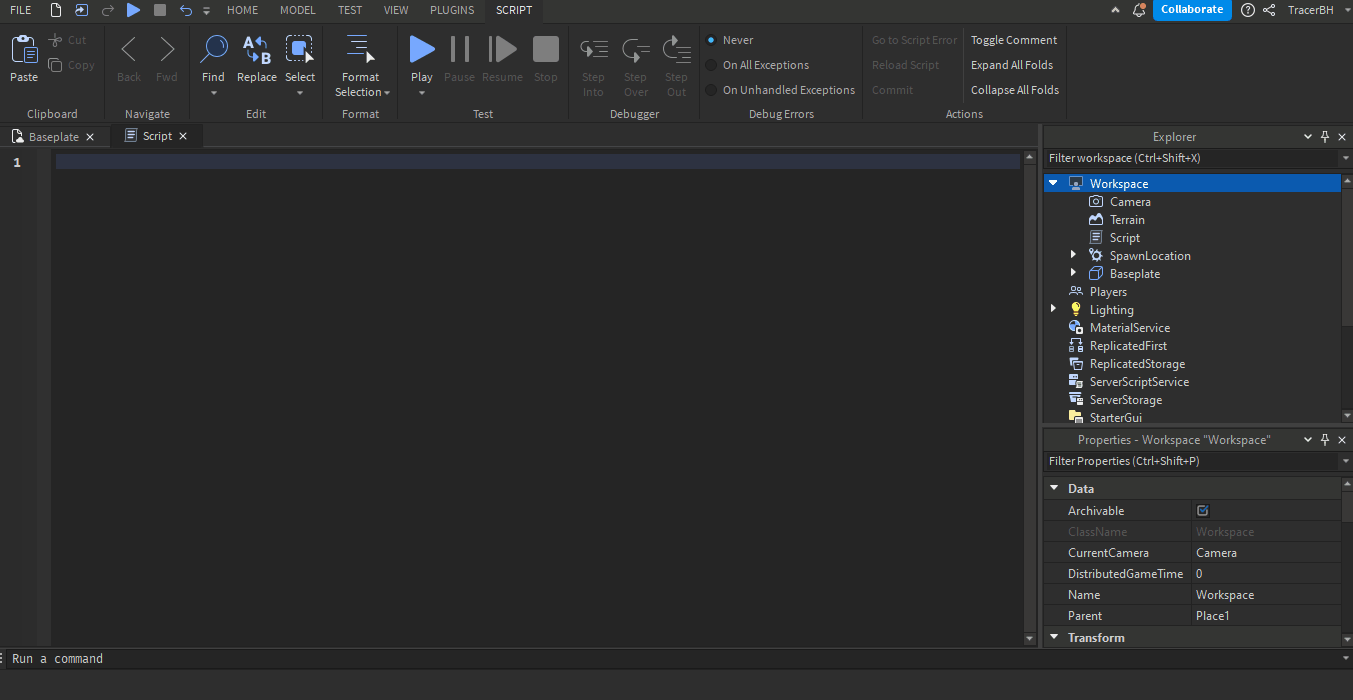 FILE HOME MODEL TEST VIEW PLUGINS SCRIPT Collaborate TracerBH
Paste
Cut
Copy
Clipboard
Back Fwd
Navigate
Find Replace Select
Edit
Format
Selection
Format
Play Pause Resume Stop
Test
Step
Into
Step
Over
Step
Out
Debugger
Never
On All Exceptions
On Unhandled Exceptions
Debug Errors
Go to Script Error
Reload Script
Commit
Toggle Comment
Expand All Folds
Collapse All Folds
Actions
Baseplate Script
1
Explorer
Filter workspace (Ctrl+Shift+X)
Workspace
Camera
Terrain
Script
SpawnLocation
Baseplate
Players
Lighting
MaterialService
ReplicatedFirst
ReplicatedStorage
ServerScriptService
ServerStorage
StarterGui
Properties - Workspace "Workspace"
Filter Properties (Ctrl+Shift+P)
Data
Archivable
ClassName Workspace
CurrentCamera Camera
DistributedGameTime 0
Name Workspace
Parent Place1
Transform
Run a command